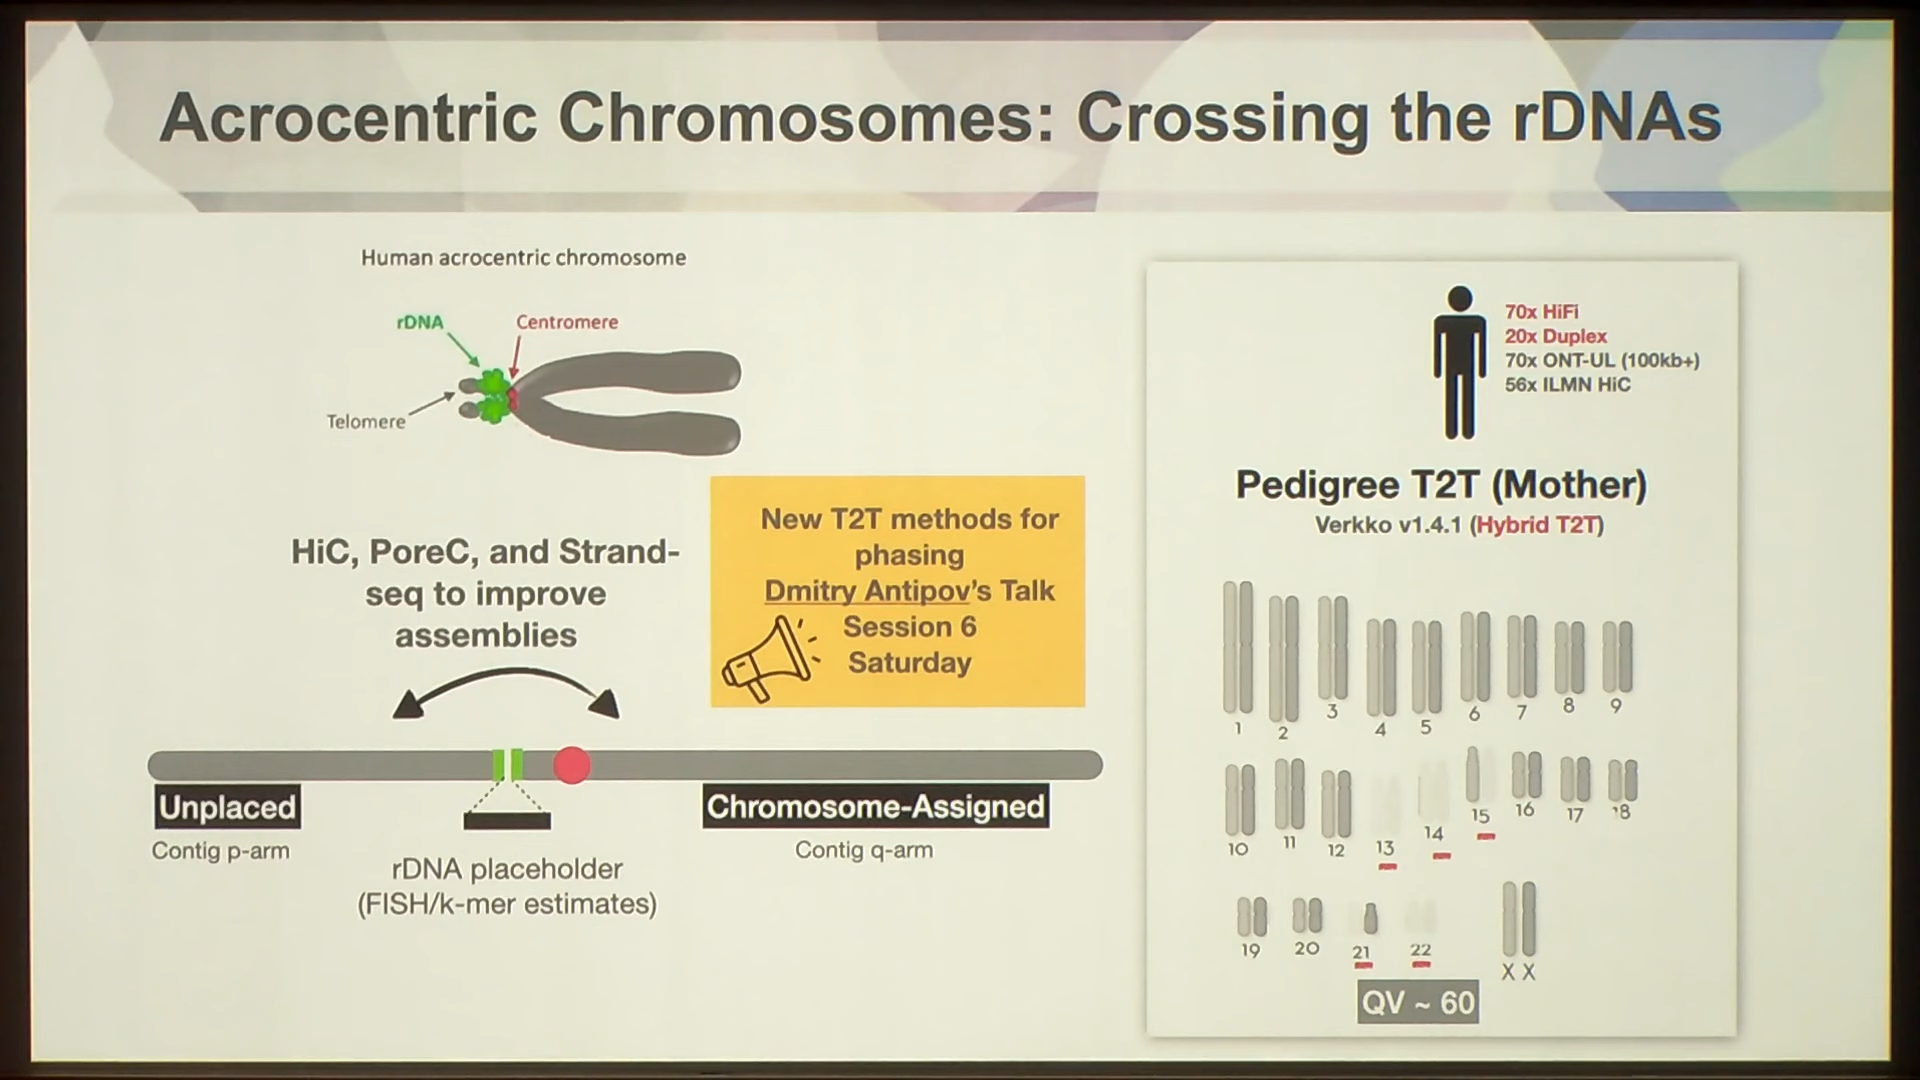 Acrocentric Chromosomes: Crossing the rDNAs
Human acrocentric chromosome
rDNA
Centromere
Telomere
HiC, PoreC, and Strand-
seq to improve
assemblies
New T2T methods for
phasing
Dmitry Antipov's Talk
Session 6
Saturday
Unplaced
Contig p-arm
rDNA placeholder
(FISH/k-mer estimates)
Chromosome-Assigned
Contig q-arm
70x HiFi
20x Duplex
70x ONT-UL (100kb+)
56x ILMN HiC
Pedigree T2T (Mother)
Verkko v1.4.1 (Hybrid T2T)
1 2 3 4 5 6 7 8 9
10 11 12 13 14 15 16 17 18
19 20 21 22 X X
QV ~ 60